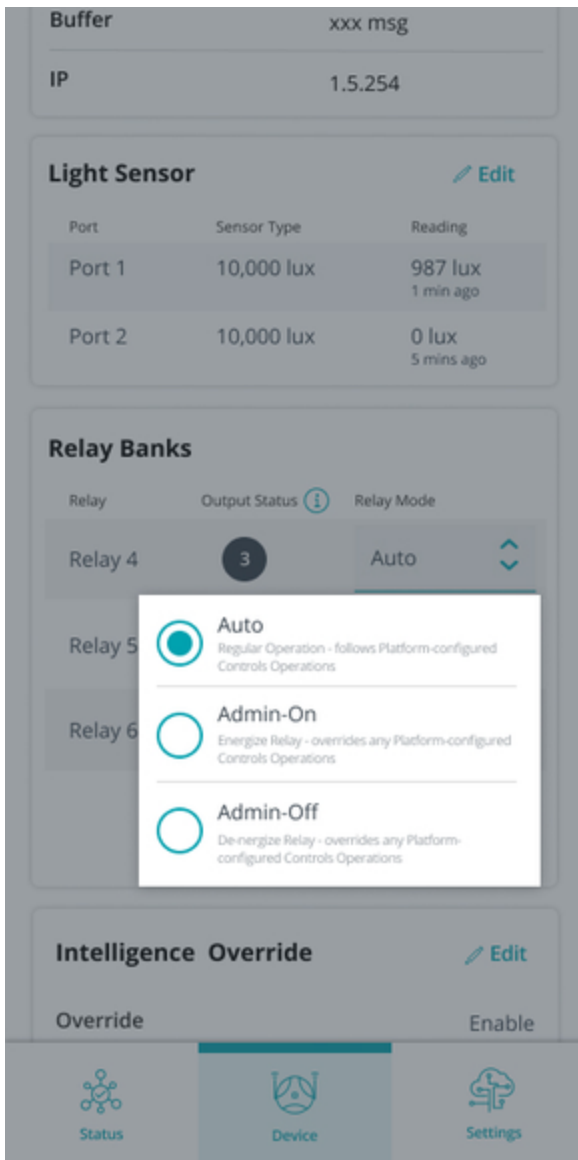 Buffer xxx msg
IP 1.5.254
Light Sensor Edit
Port Sensor Type Reading
Port 1 10,000 lux 987 lux
1 min ago
Port 2 10,000 lux 0 lux
5 mins ago
Relay Banks
Relay Output Status i Relay Mode
Relay 4 3 Auto
Relay 5
Relay 6
Auto
Regular Operation - follows Platform-configured
Controls Operations
Admin-On
Energize Relay - overrides any Platform-configured
Controls Operations
Admin-Off
De-nergize Relay - overrides any Platform-
configured Controls Operations
Intelligence Override Edit
Override Enable
Status Device Settings